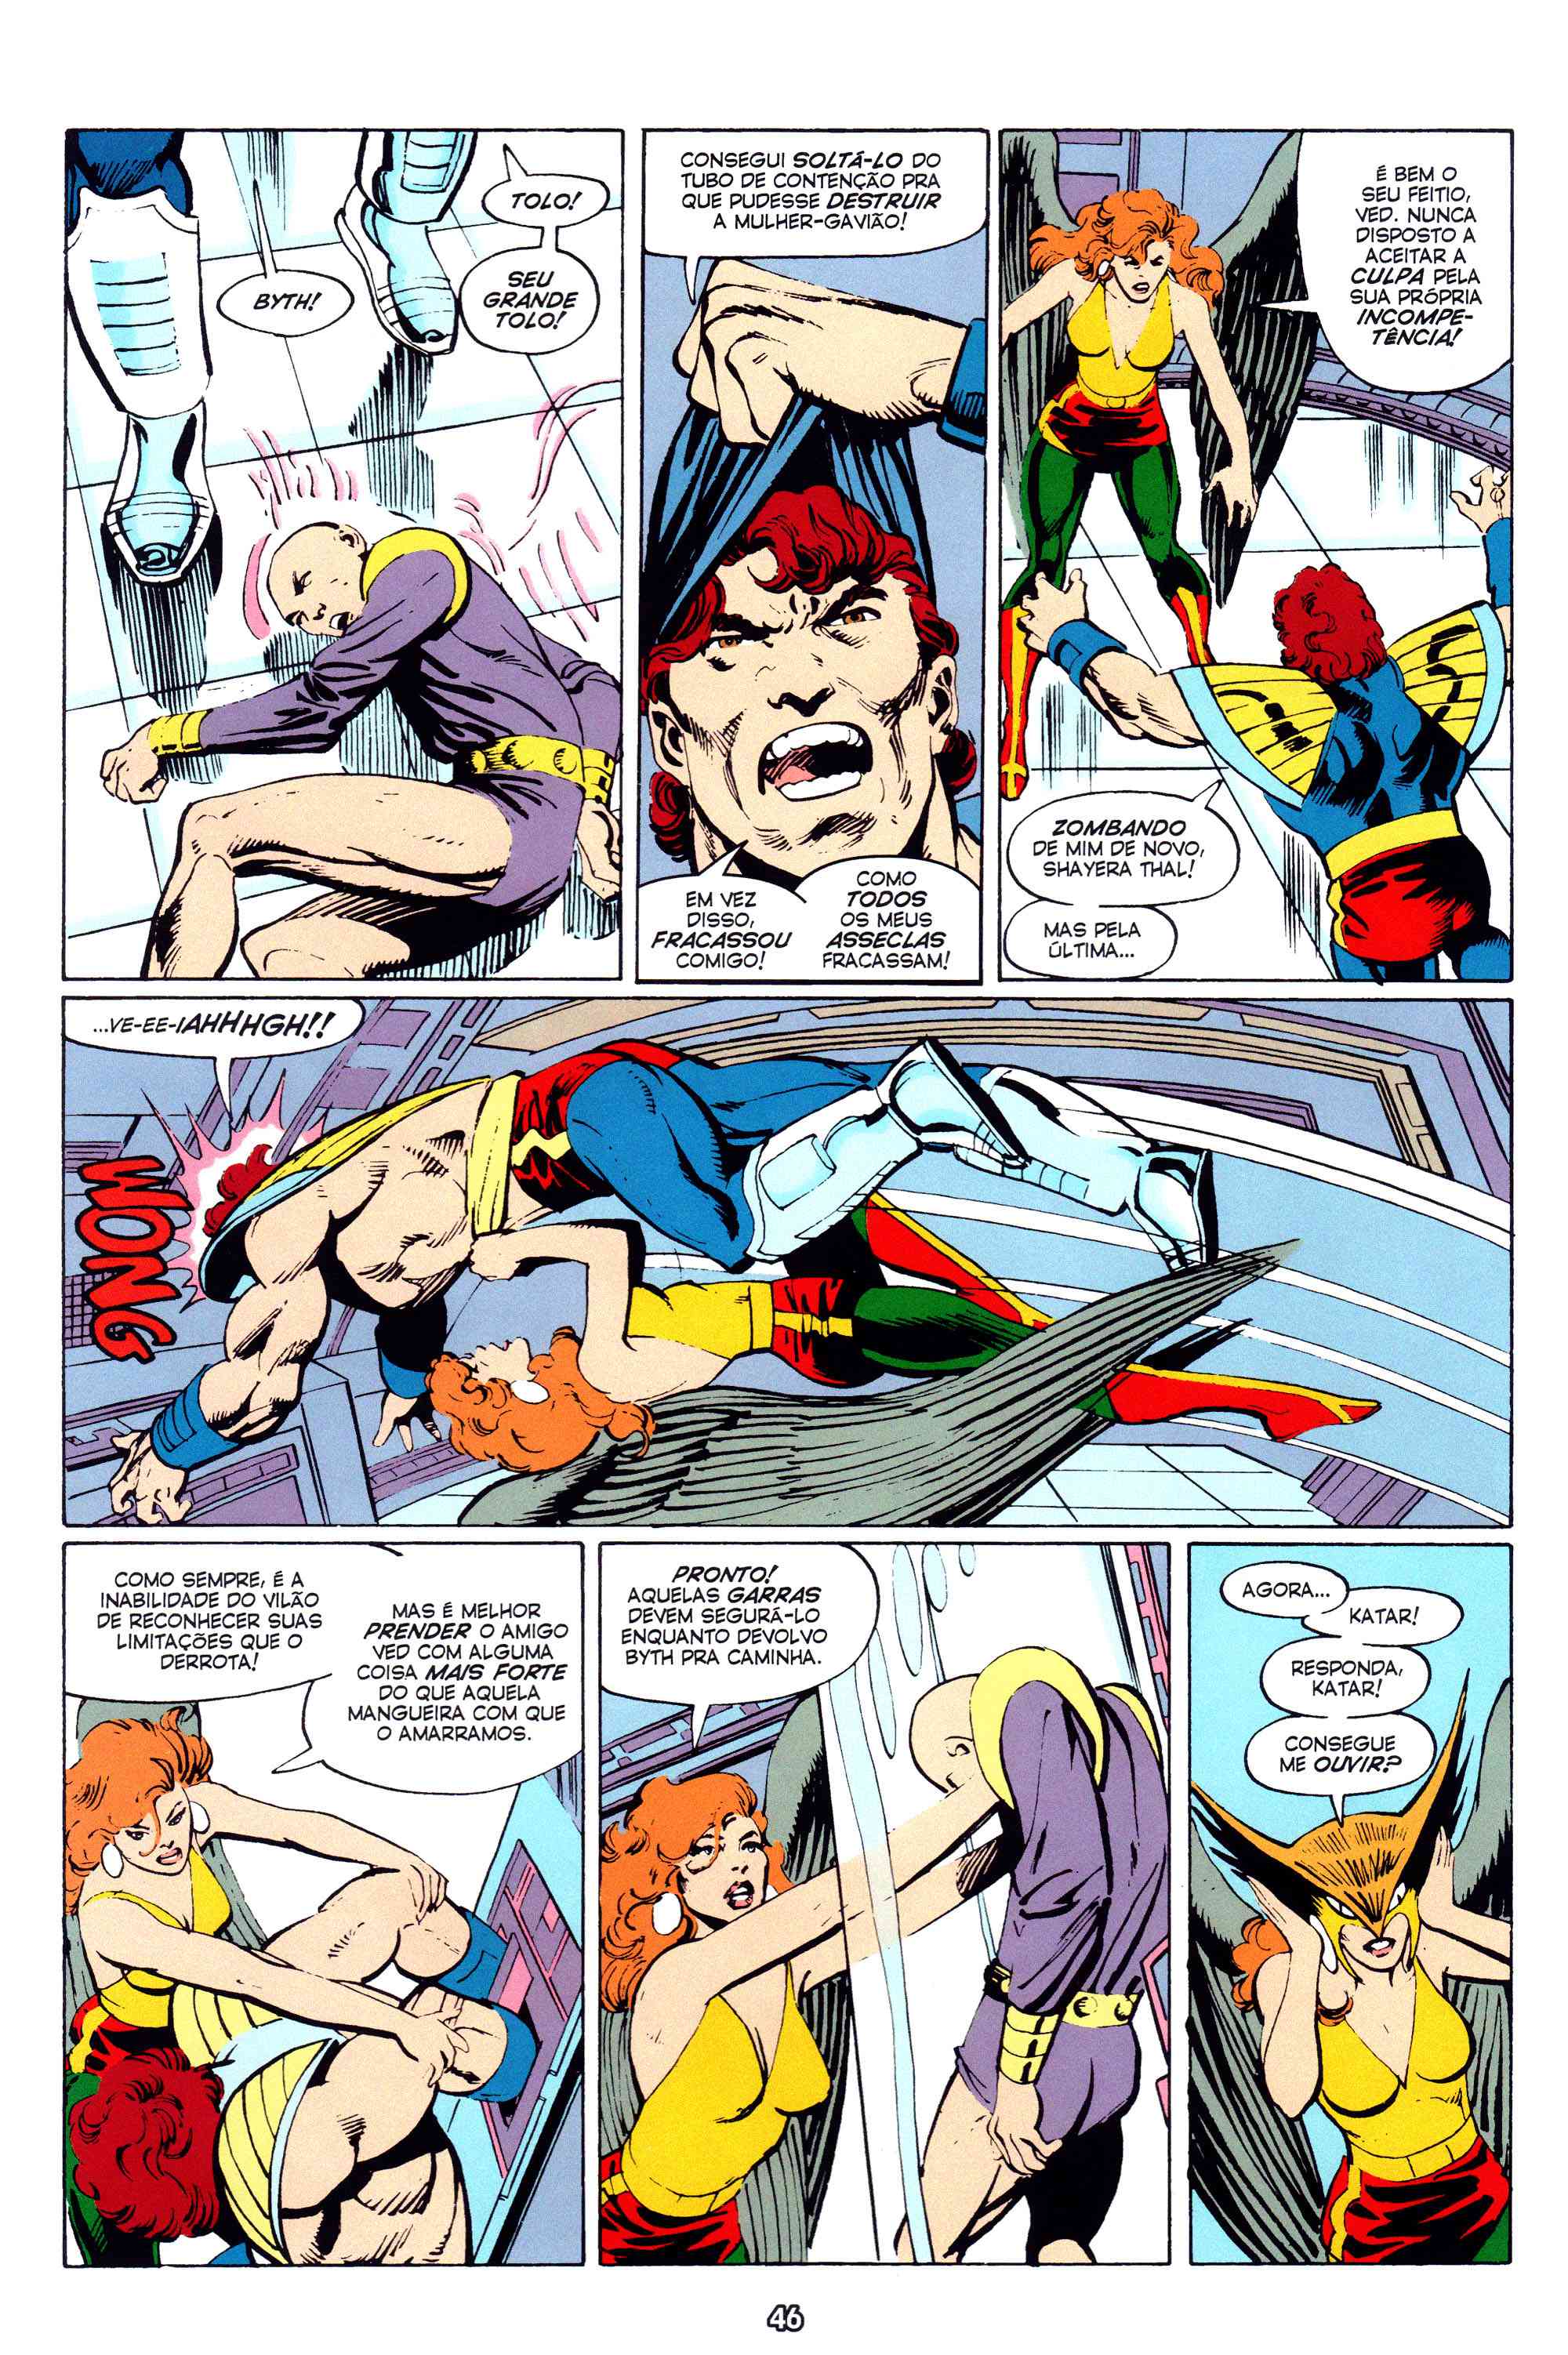 BYTH!
TOLO!
SEU
GRANDE
TOLO!
CONSEGUI SOLTÁ-LO DO
TUBO DE CONTENÇÃO PRA
QUE PUDESSE DESTRUIR
A MULHER-GAVIÃO!
EM VEZ
DISSO,
FRACASSOU
COMIGO!
COMO
TODOS
OS MEUS
ASSECLAS
FRACASSAM!
É BEM O
SEU FEITIO,
VED. NUNCA
DISPOSTO A
ACEITAR A
CULPA PELA
SUA PRÓPRIA
INCOMPE-
TÊNCIA!
ZOMBANDO
DE MIM DE NOVO,
SHAYERA THAL!
MAS PELA
ÚLTIMA...
...VE-EE-IAHHHGH!!
WONG
COMO SEMPRE, É A
INABILIDADE DO VILÃO
DE RECONHECER SUAS
LIMITAÇÕES QUE O
DERROTA!
MAS É MELHOR
PRENDER O AMIGO
VED COM ALGUMA
COISA MAIS FORTE
DO QUE AQUELA
MANGUEIRA COM QUE
O AMARRAMOS.
PRONTO!
AQUELAS GARRAS
DEVEM SEGURÁ-LO
ENQUANTO DEVOLVO
BYTH PRA CAMINHA.
AGORA...
KATAR!
RESPONDA,
KATAR!
CONSEGUE
ME OUVIR?
46